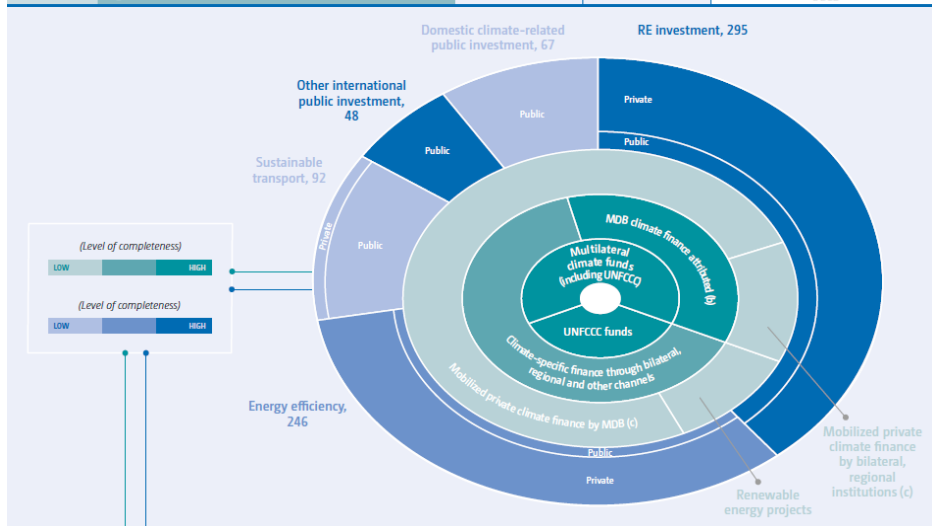 Domestic climate-related
public investment, 67
RE investment, 295
Other international
public investment,
48
Sustainable
transport, 92
Private
Public
Public
Public
Private
Public
(Level of completeness)
LOW
HIGH
(Level of completeness)
LOW
HIGH
MDB climate finance attributed (b)
Multilateral
climate funds
(including UNFCCC)
UNFCCC funds
Climate-specific finance through bilateral,
regional and other channels
Mobilized private climate finance by MDB (c)
Energy efficiency,
246
Public
Private
Mobilized private
climate finance
by bilateral,
regional
institutions (c)
Renewable
energy projects